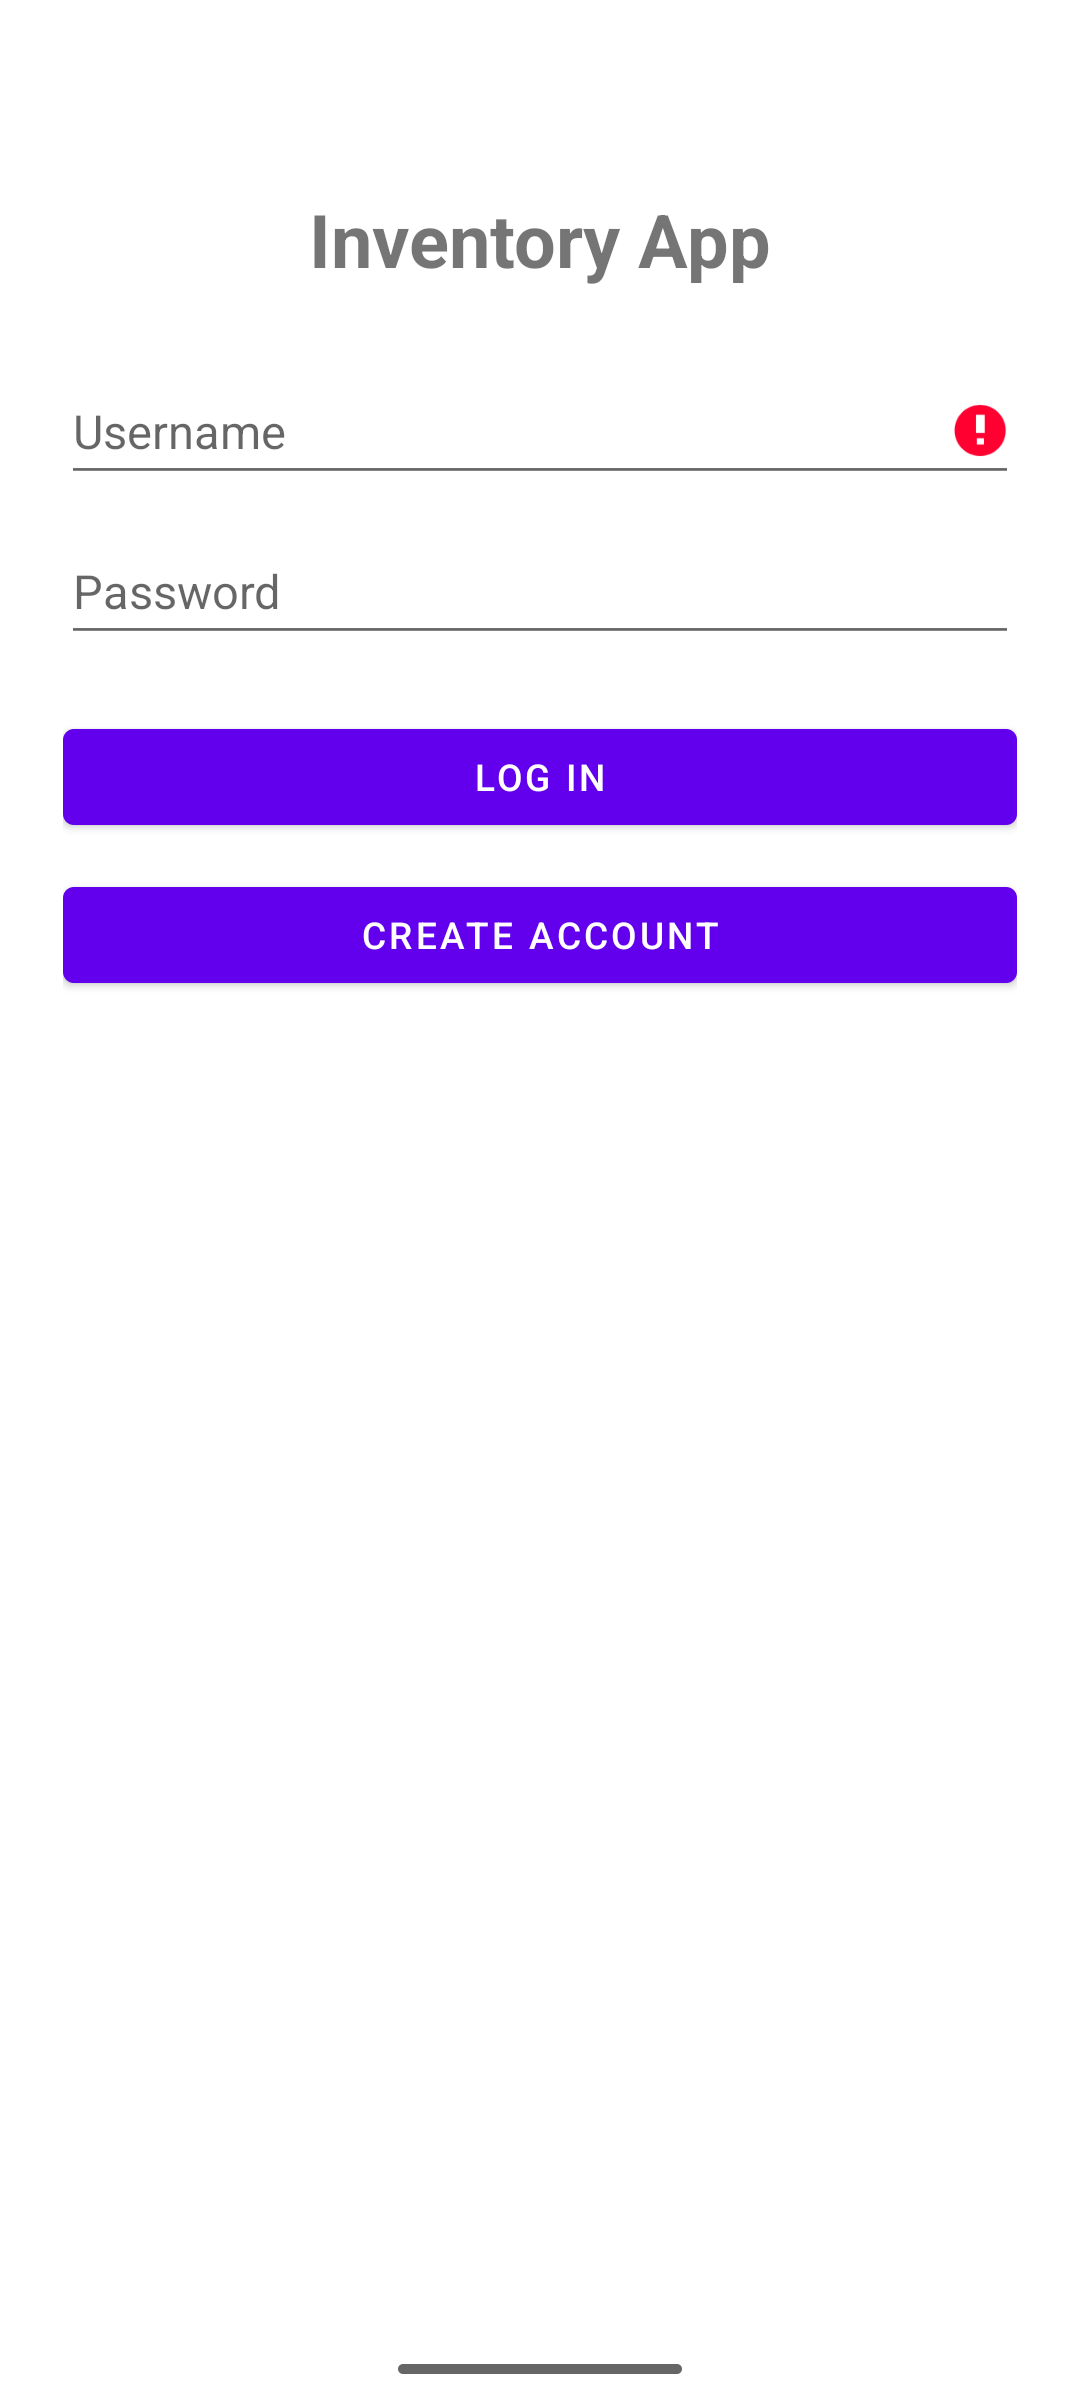 Inventory App
Username
Password
LOG IN
CREATE ACCOUNT